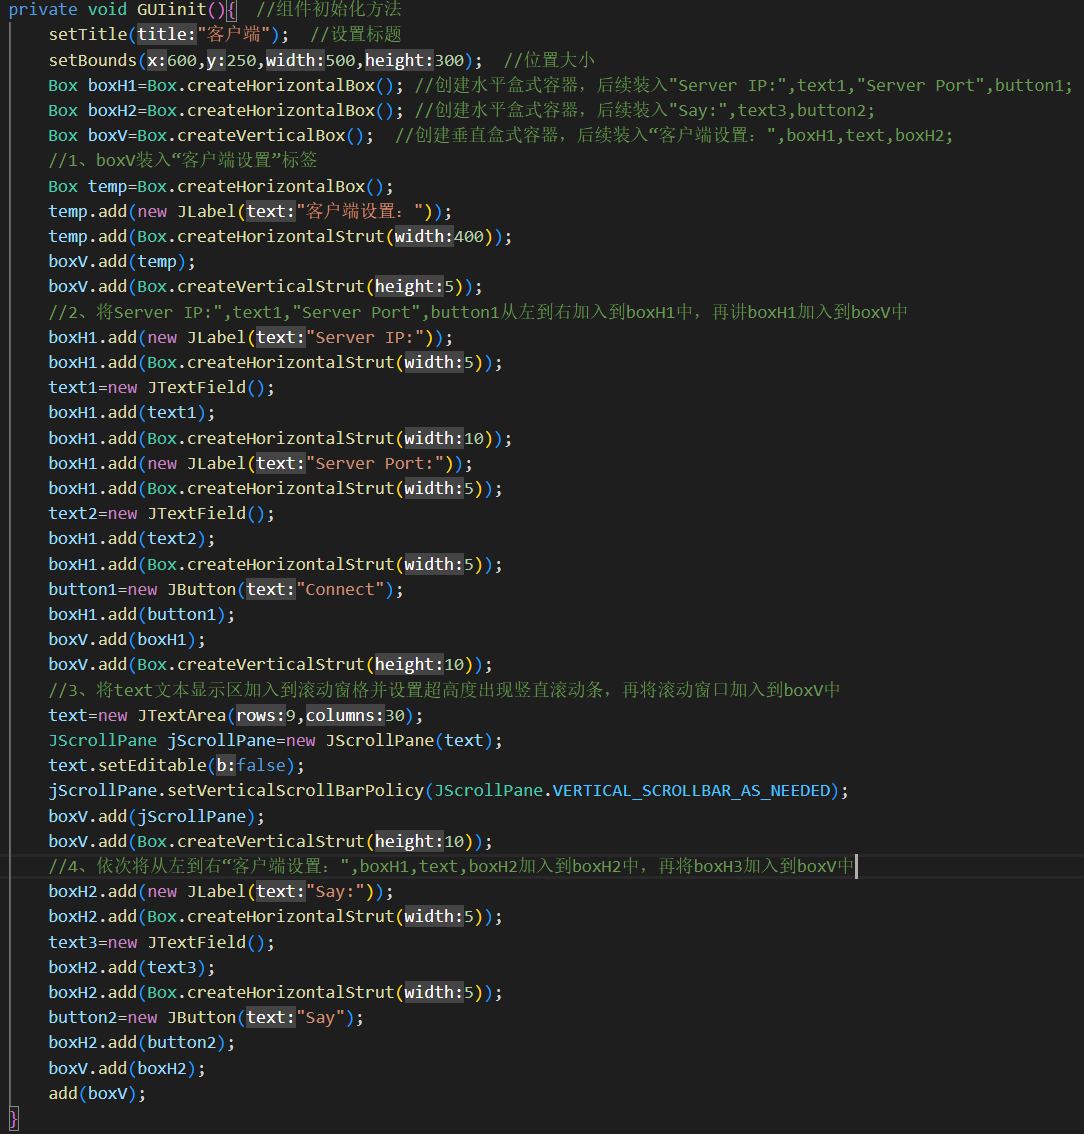 private void GUIinit(){  //组件初始化方法
    setTitle(title:"客户端");  //设置标题
    setBounds(x:600,y:250,width:500,height:300);  //位置大小
    Box boxH1=Box.createHorizontalBox(); //创建水平盒式容器，后续装入"Server IP:",text1,"Server Port",button1;
    Box boxH2=Box.createHorizontalBox(); //创建水平盒式容器，后续装入"Say:",text3,button2;
    Box boxV=Box.createVerticalBox();  //创建垂直盒式容器，后续装入“客户端设置：",boxH1,text,boxH2;
    //1、boxV装入“客户端设置”标签
    Box temp=Box.createHorizontalBox();
    temp.add(new JLabel(text:"客户端设置："));
    temp.add(Box.createHorizontalStrut(width:400));
    boxV.add(temp);
    boxV.add(Box.createVerticalStrut(height:5));
    //2、将Server IP:",text1,"Server Port",button1从左到右加入到boxH1中，再讲boxH1加入到boxV中
    boxH1.add(new JLabel(text:"Server IP:"));
    boxH1.add(Box.createHorizontalStrut(width:5));
    text1=new JTextField();
    boxH1.add(text1);
    boxH1.add(Box.createHorizontalStrut(width:10));
    boxH1.add(new JLabel(text:"Server Port:"));
    boxH1.add(Box.createHorizontalStrut(width:5));
    text2=new JTextField();
    boxH1.add(text2);
    boxH1.add(Box.createHorizontalStrut(width:5));
    button1=new JButton(text:"Connect");
    boxH1.add(button1);
    boxV.add(boxH1);
    boxV.add(Box.createVerticalStrut(height:10));
    //3、将text文本显示区加入到滚动窗格并设置超高度出现竖直滚动条，再将滚动窗口加入到boxV中
    text=new JTextArea(rows:9,columns:30);
    JScrollPane jScrollPane=new JScrollPane(text);
    text.setEditable(b:false);
    jScrollPane.setVerticalScrollBarPolicy(JScrollPane.VERTICAL_SCROLLBAR_AS_NEEDED);
    boxV.add(jScrollPane);
    boxV.add(Box.createVerticalStrut(height:10));
    //4、依次将从左到右“客户端设置：",boxH1,text,boxH2加入到boxH2中，再将boxH3加入到boxV中
    boxH2.add(new JLabel(text:"Say:"));
    boxH2.add(Box.createHorizontalStrut(width:5));
    text3=new JTextField();
    boxH2.add(text3);
    boxH2.add(Box.createHorizontalStrut(width:5));
    button2=new JButton(text:"Say");
    boxH2.add(button2);
    boxV.add(boxH2);
    add(boxV);
}